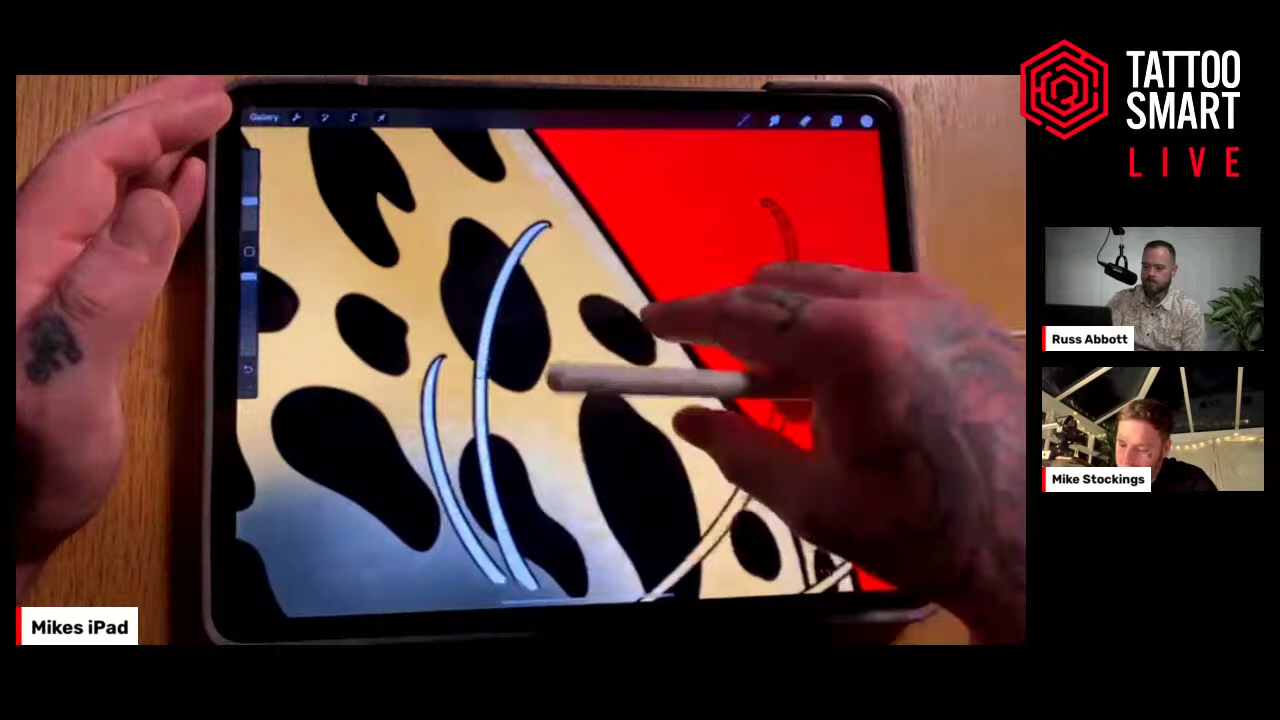 TATTOO
SMART
LIVE
Gallery
Russ Abbott
Mike Stockings
Mikes iPad